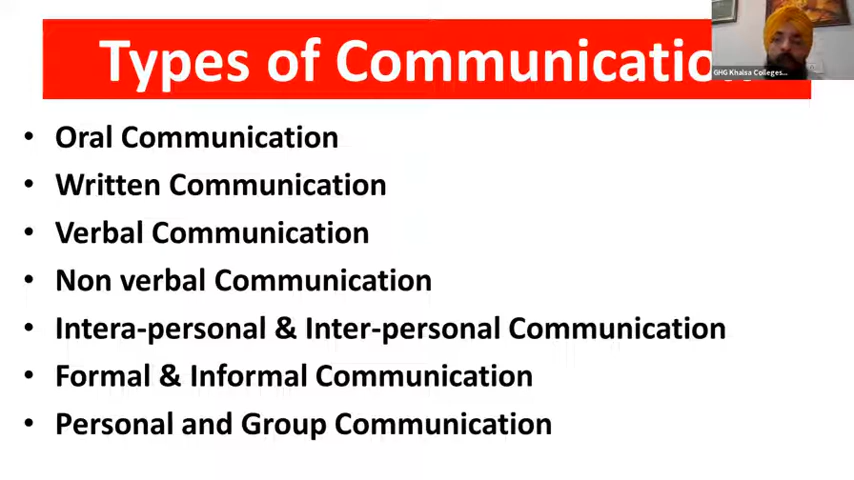 Types of Communicatio
GHG Khalsa Colleges...
• Oral Communication
• Written Communication
• Verbal Communication
• Non verbal Communication
• Intera-personal & Inter-personal Communication
• Formal & Informal Communication
• Personal and Group Communication